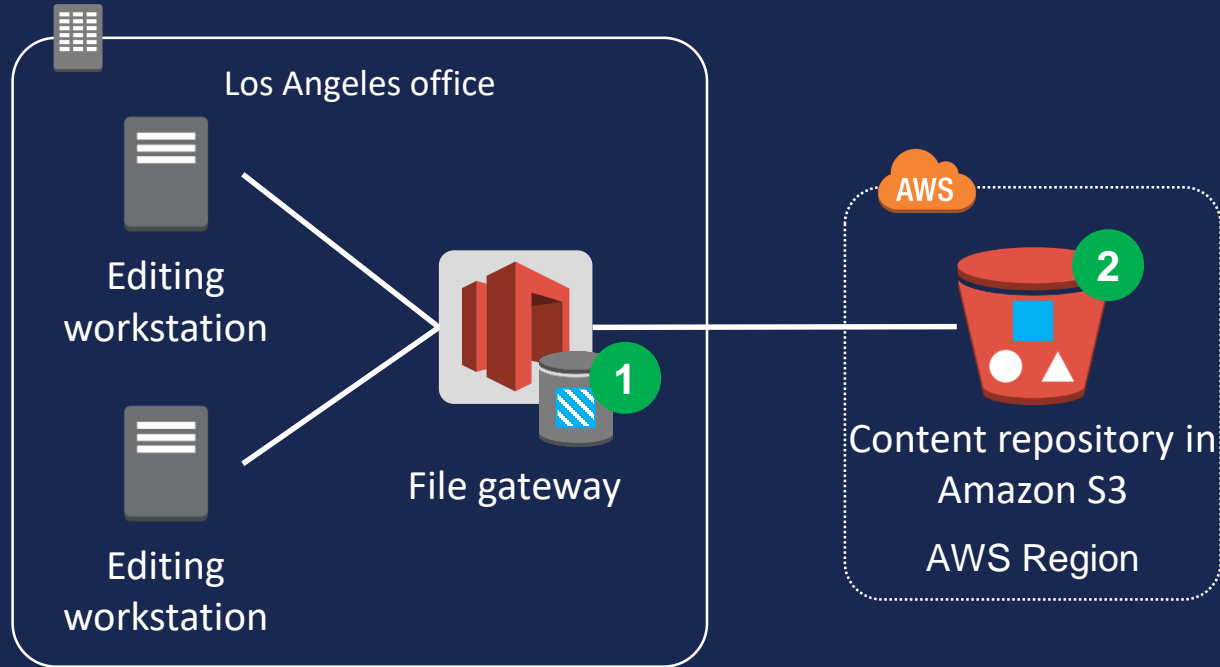 Los Angeles office
Editing
workstation
Editing
workstation
1
File gateway
AWS
2
Content repository in
Amazon S3
AWS Region